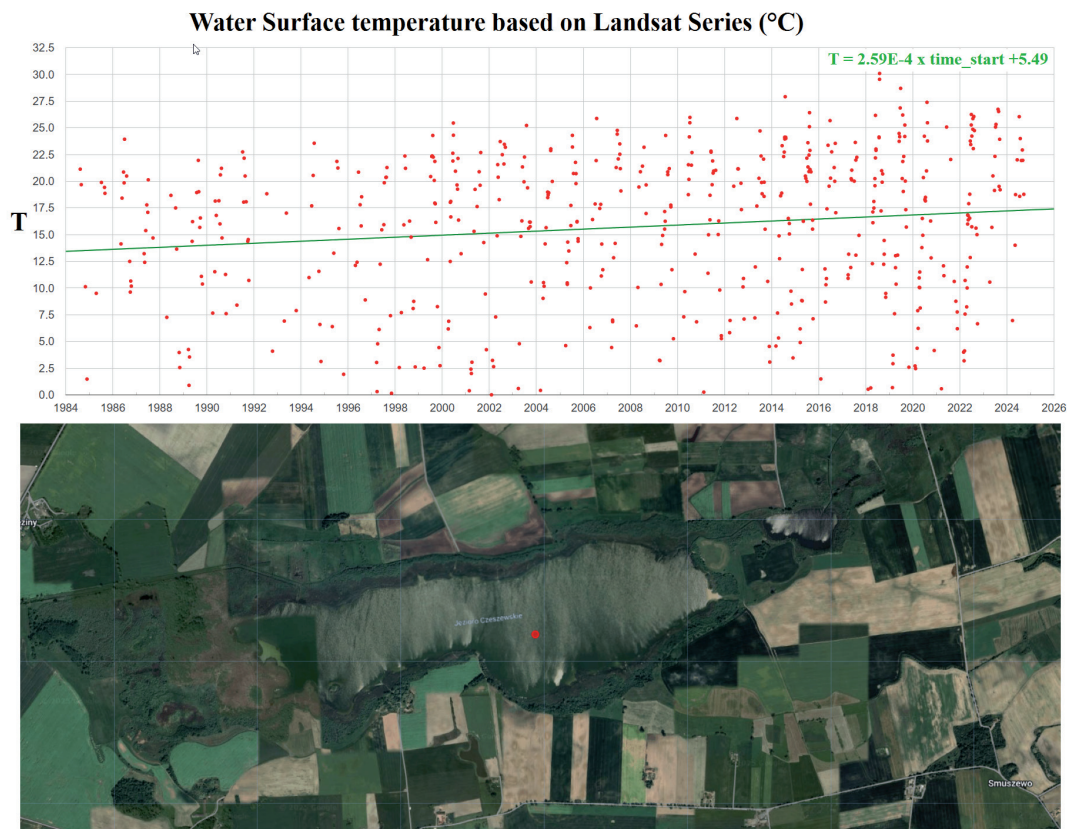 Water Surface temperature based on Landsat Series (°C)
T = 2.59E-4 x time_start +5.49
32.5
30.0
27.5
25.0
22.5
20.0
17.5
T
15.0
12.5
10.0
7.5
5.0
2.5
0.0
1984 1986 1988 1990 1992 1994 1996 1998 2000 2002 2004 2006 2008 2010 2012 2014 2016 2018 2020 2022 2024 2026
ziny
Jezioro Czeszewskie
Smuszewo